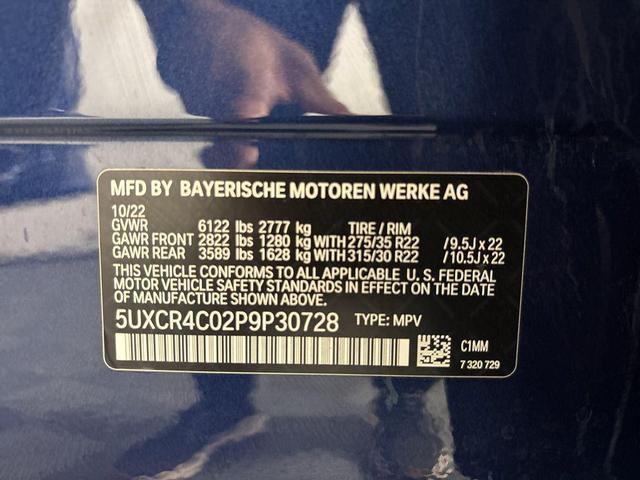 MFD BY BAYERISCHE MOTOREN WERKE AG
10/22
GVWR 6122 lbs 2777 kg TIRE / RIM
GAWR FRONT 2822 lbs 1280 kg WITH 275/35 R22 / 9.5J x 22
GAWR REAR 3589 lbs 1628 kg WITH 315/30 R22 / 10.5J x 22
THIS VEHICLE CONFORMS TO ALL APPLICABLE U. S. FEDERAL
MOTOR VEHICLE SAFETY STANDARDS IN EFFECT ON THE DATE
OF MANUFACTURE SHOWN ABOVE.
5UXCR4C02P9P30728 TYPE: MPV
C1MM
7 320 729